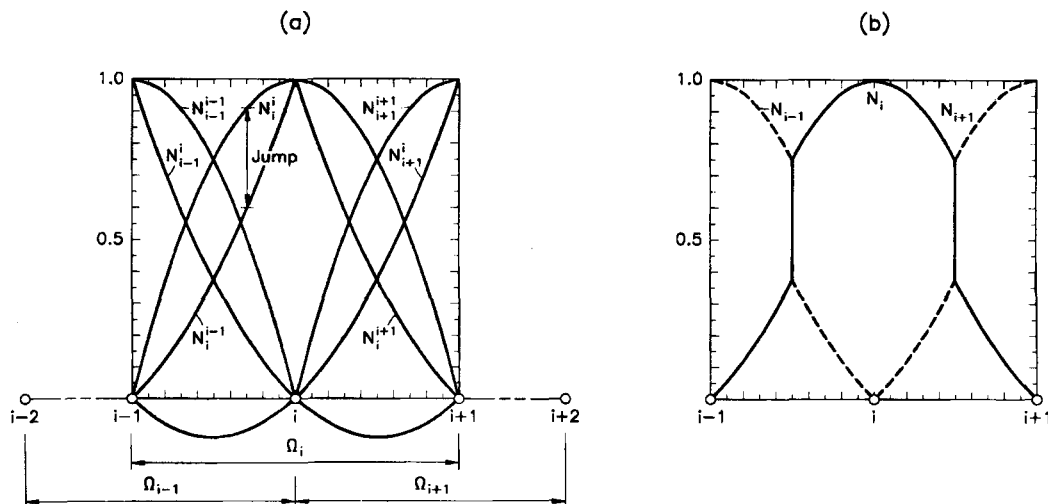 (a)
(b)
1.0
N_{i-1}^{i-1}
N_i^i
N_{i+1}^{i+1}
N_{i-1}^i
Jump
N_{i+1}^i
0.5
N_i^{i-1}
N_i^{i+1}
i-2
i-1
i
i+1
i+2
Ω_i
Ω_{i-1}
Ω_{i+1}
1.0
N_{i-1}
N_i
N_{i+1}
0.5
i-1
i
i+1